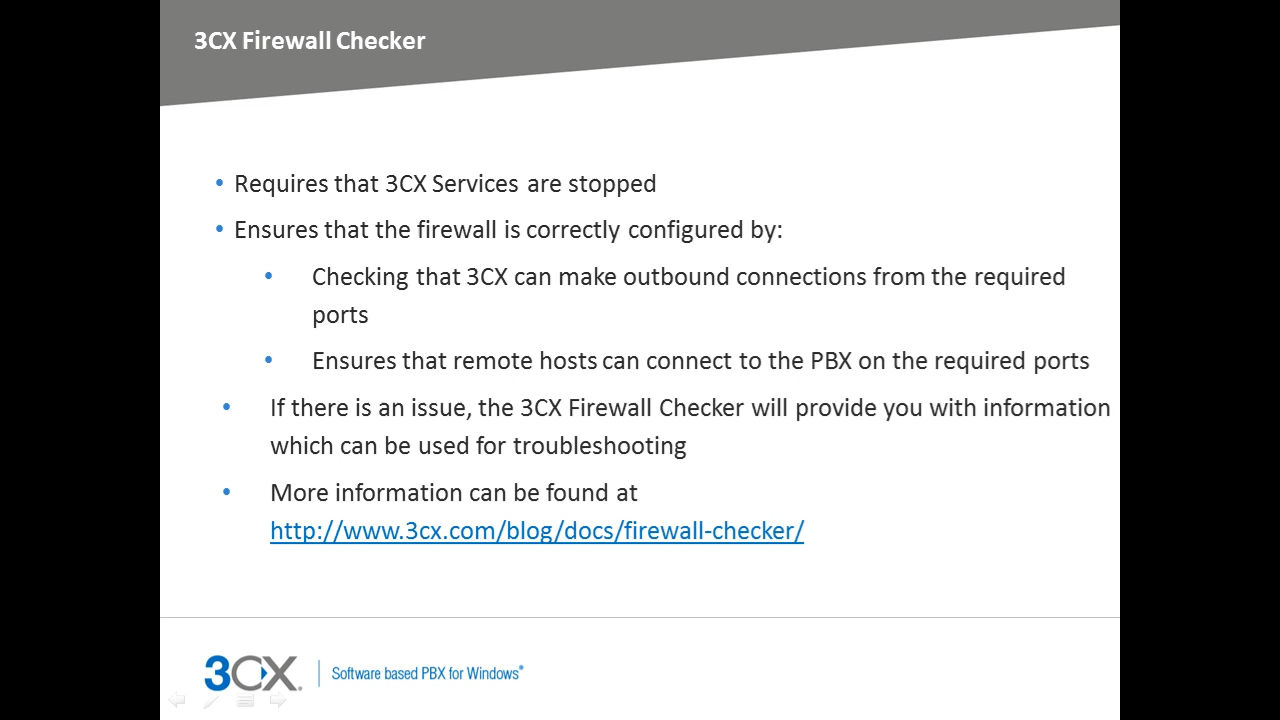 3CX Firewall Checker
• Requires that 3CX Services are stopped
• Ensures that the firewall is correctly configured by:
• Checking that 3CX can make outbound connections from the required
ports
• Ensures that remote hosts can connect to the PBX on the required ports
• If there is an issue, the 3CX Firewall Checker will provide you with information
which can be used for troubleshooting
• More information can be found at
http://www.3cx.com/blog/docs/firewall-checker/
3CX® Software based PBX for Windows®